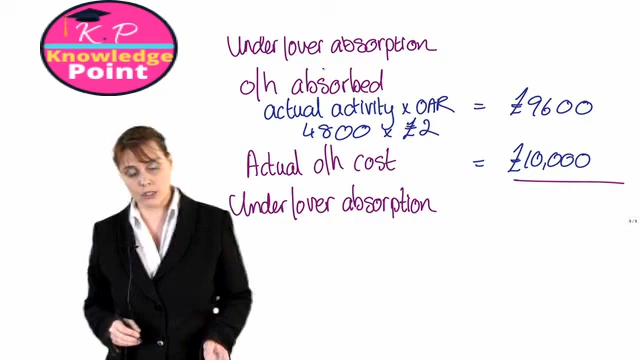 K.P
Knowledge
Point
Under/over absorption
o/h absorbed
actual activity x OAR = £9600
4800 x £2
Actual o/h cost = £10,000
Under/over absorption